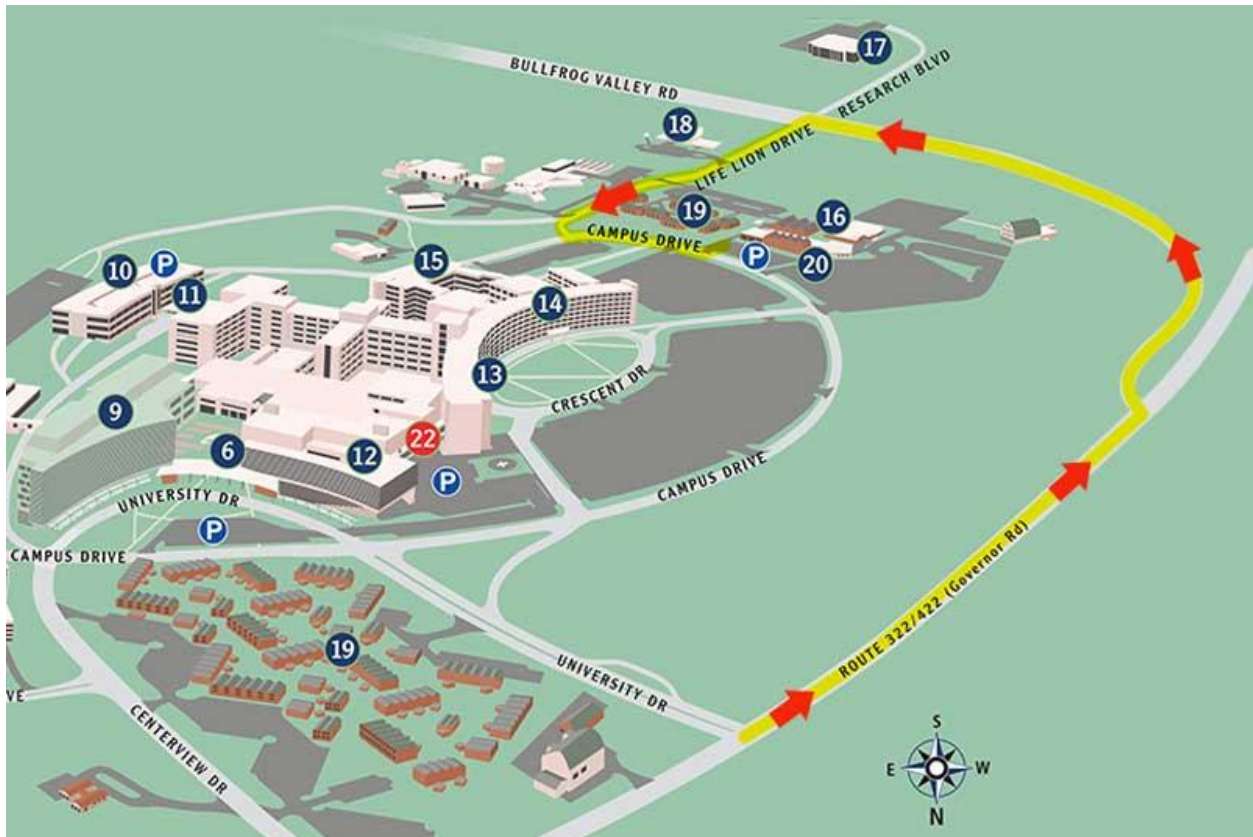 17
BULLFROG VALLEY RD
RESEARCH BLVD
18
LIFE LION DRIVE
19
16
CAMPUS DRIVE
P
20
15
10
P
11
14
13
CRESCENT DR
9
22
6
12
P
CAMPUS DRIVE
UNIVERSITY DR
P
CAMPUS DRIVE
ROUTE 322/422 (Governor Rd)
19
UNIVERSITY DR
VE
CENTERVIEW DR
S
E W
N